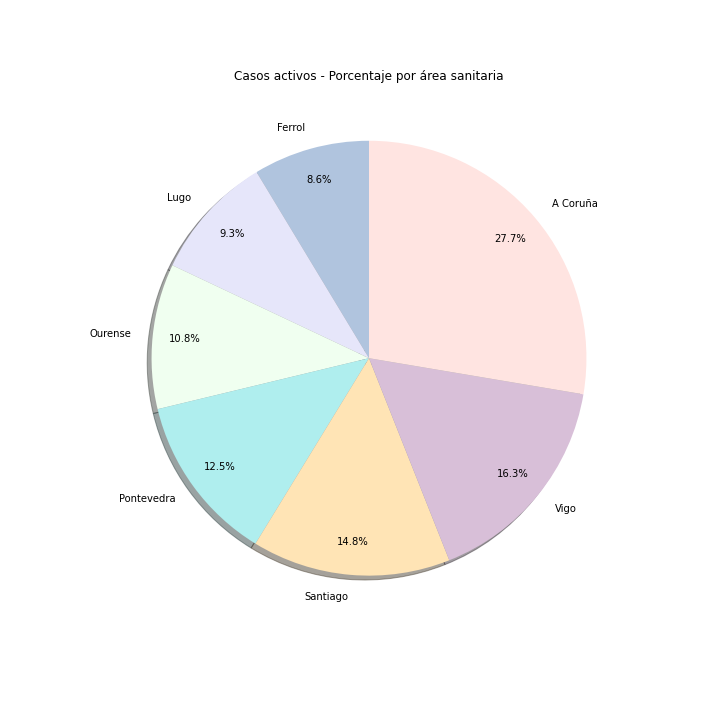 Casos activos - Porcentaje por área sanitaria
Ferrol
8.6%
Lugo
9.3%
A Coruña
27.7%
Ourense
10.8%
Pontevedra
12.5%
Vigo
16.3%
Santiago
14.8%